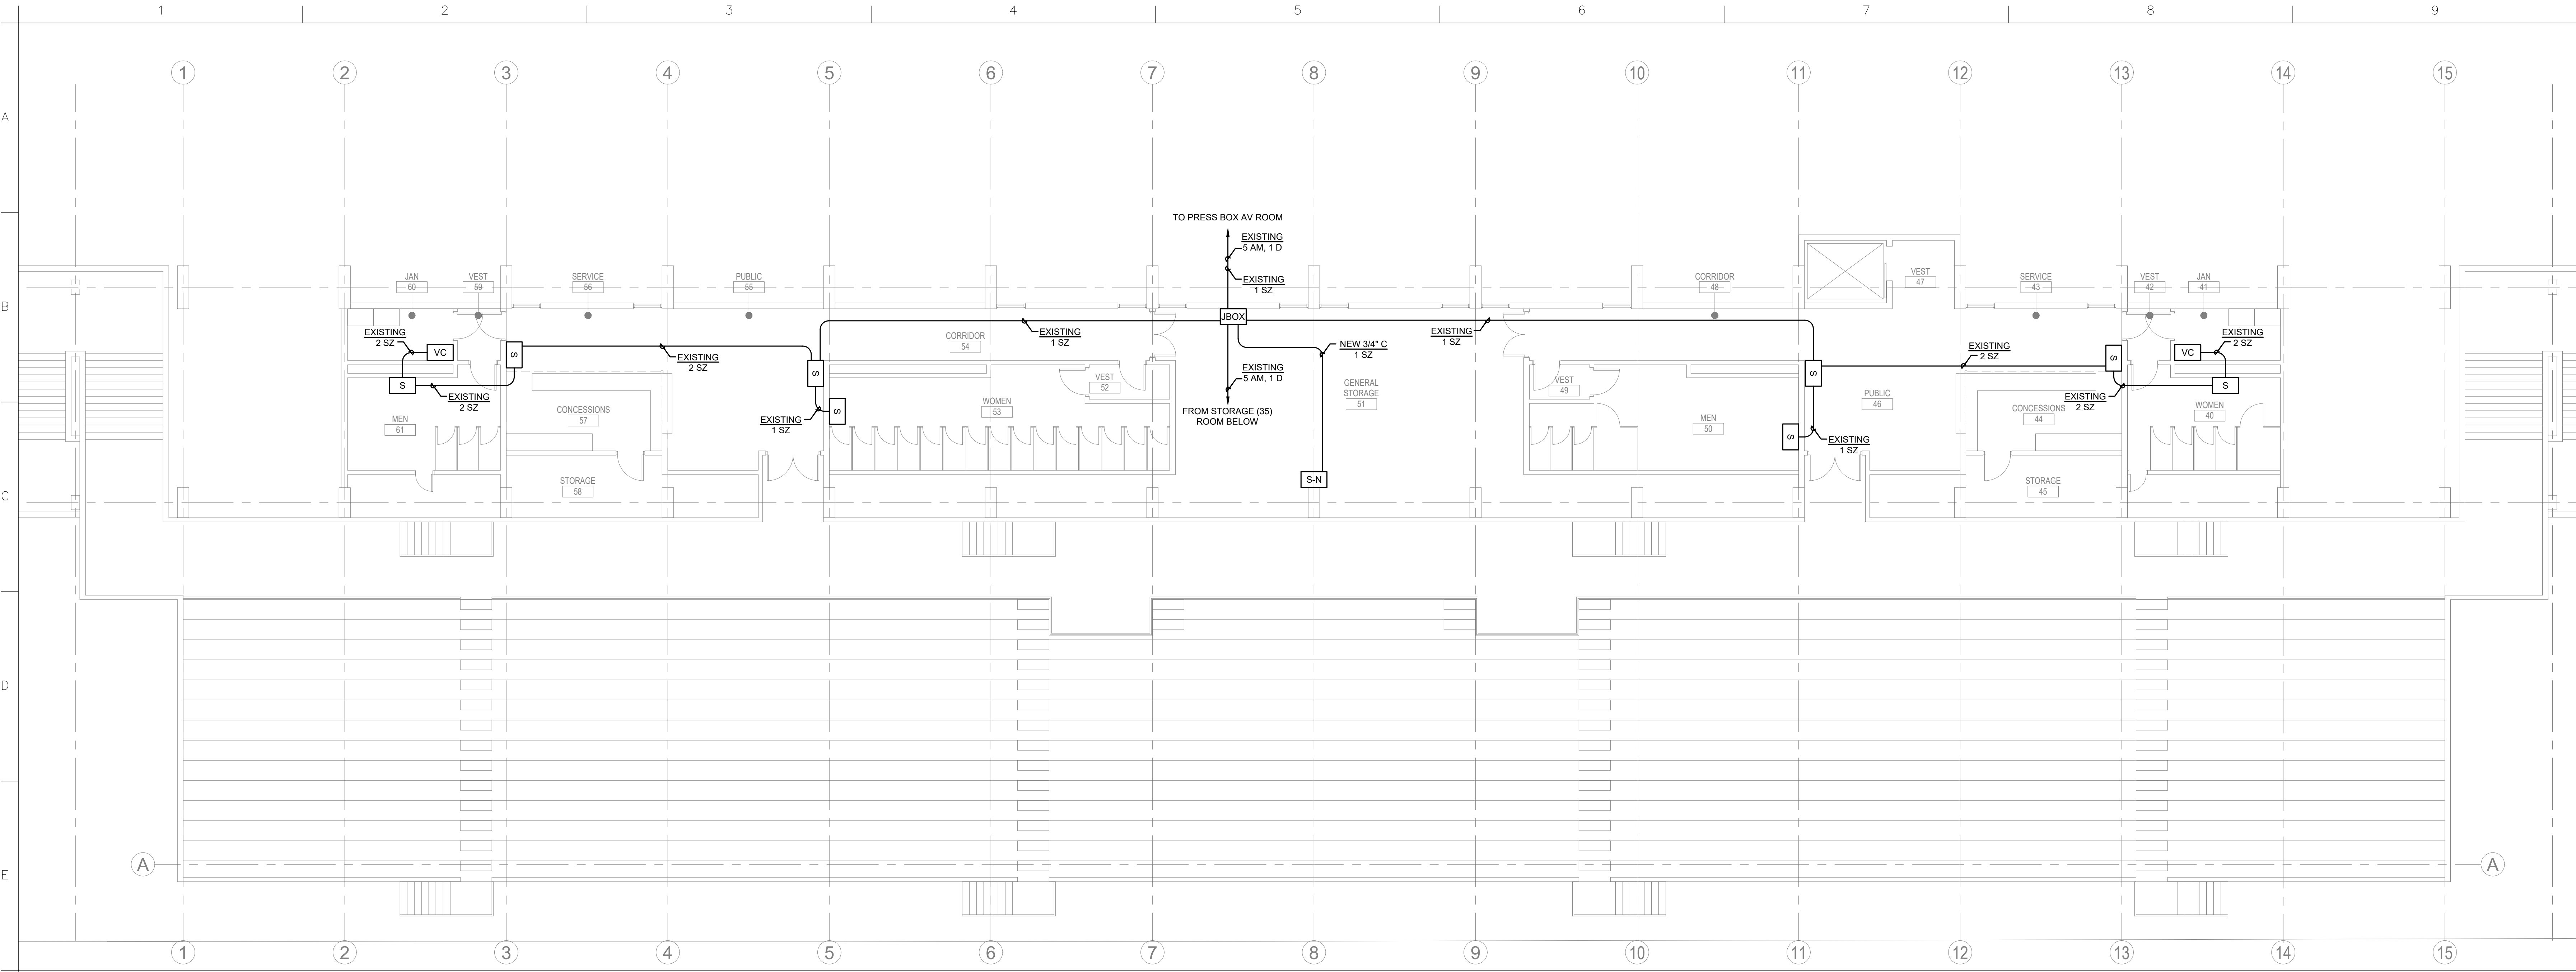 1 2 3 4 5 6 7 8 9
1 2 3 4 5 6 7 8 9 10 11 12 13 14 15
A
TO PRESS BOX AV ROOM
EXISTING
5 AM, 1 D
EXISTING
1 SZ
B
JAN
60
VEST
59
SERVICE
56
PUBLIC
55
CORRIDOR
48
VEST
47
SERVICE
43
VEST
42
JAN
41
JBOX
EXISTING
2 SZ
VC
S
EXISTING
2 SZ
S
EXISTING
2 SZ
S
EXISTING
1 SZ
S
CORRIDOR
54
EXISTING
1 SZ
VEST
52
WOMEN
53
NEW 3/4" C
1 SZ
EXISTING
5 AM, 1 D
FROM STORAGE (35)
ROOM BELOW
GENERAL
STORAGE
51
EXISTING
1 SZ
VEST
49
MEN
50
S
S
EXISTING
1 SZ
PUBLIC
46
EXISTING
2 SZ
S
VC
EXISTING
2 SZ
S
EXISTING
2 SZ
CONCESSIONS
44
WOMEN
40
MEN
61
CONCESSIONS
57
C
STORAGE
58
S-N
STORAGE
45
D
E
A
A
1 2 3 4 5 6 7 8 9 10 11 12 13 14 15